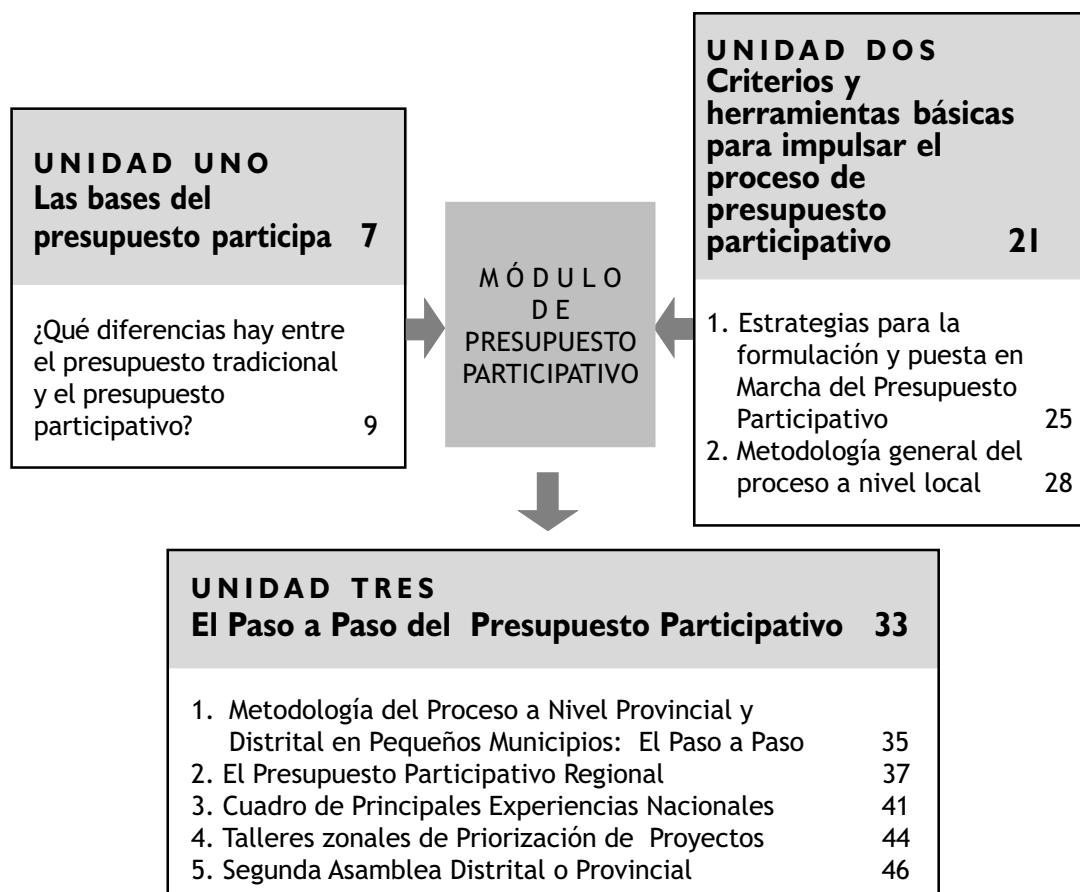 UNIDAD UNO
Las bases del
presupuesto participa 7
¿Qué diferencias hay entre
el presupuesto tradicional
y el presupuesto
participativo? 9
MÓDULO
DE
PRESUPUESTO
PARTICIPATIVO
UNIDAD DOS
Criterios y
herramientas básicas
para impulsar el
proceso de
presupuesto
participativo 21
1. Estrategias para la
formulación y puesta en
Marcha del Presupuesto
Participativo 25
2. Metodología general del
proceso a nivel local 28
UNIDAD TRES
El Paso a Paso del Presupuesto Participativo 33
1. Metodología del Proceso a Nivel Provincial y
Distrital en Pequeños Municipios: El Paso a Paso 35
2. El Presupuesto Participativo Regional 37
3. Cuadro de Principales Experiencias Nacionales 41
4. Talleres zonales de Priorización de Proyectos 44
5. Segunda Asamblea Distrital o Provincial 46